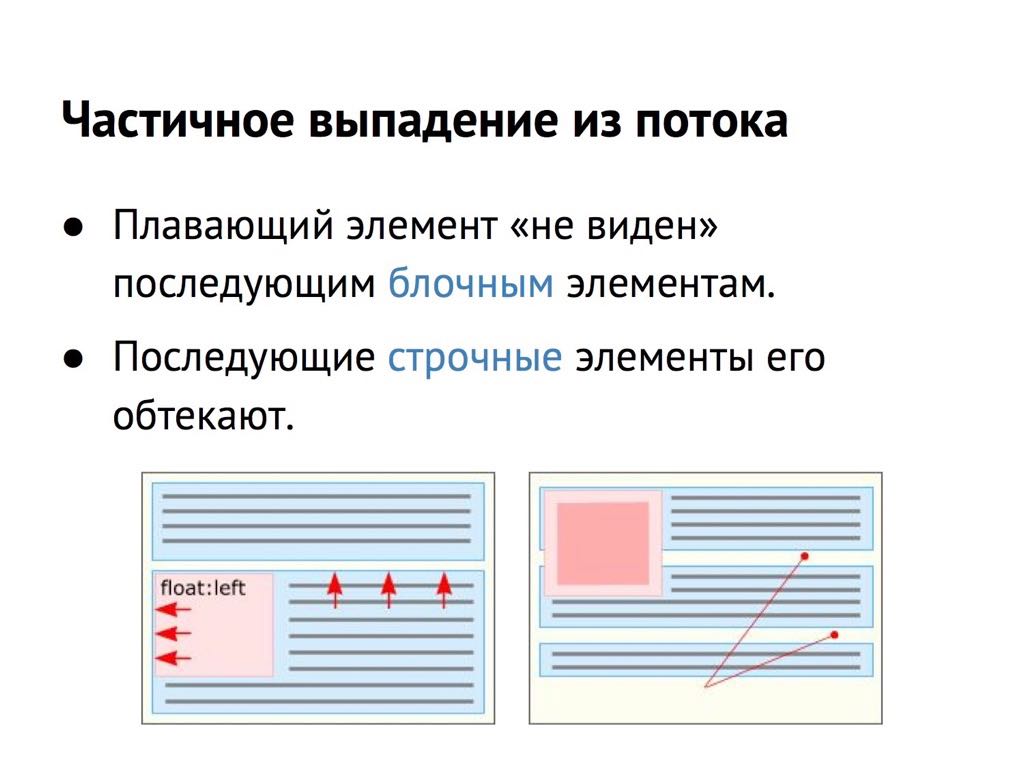 Частичное выпадение из потока
● Плавающий элемент «не виден»
последующим блочным элементам.
● Последующие строчные элементы его
обтекают.
float:left